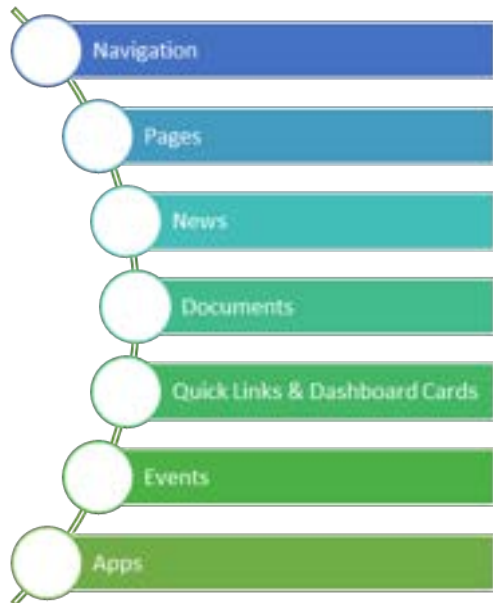 Navigation
Pages
News
Documents
Quick Links & Dashboard Cards
Events
Apps